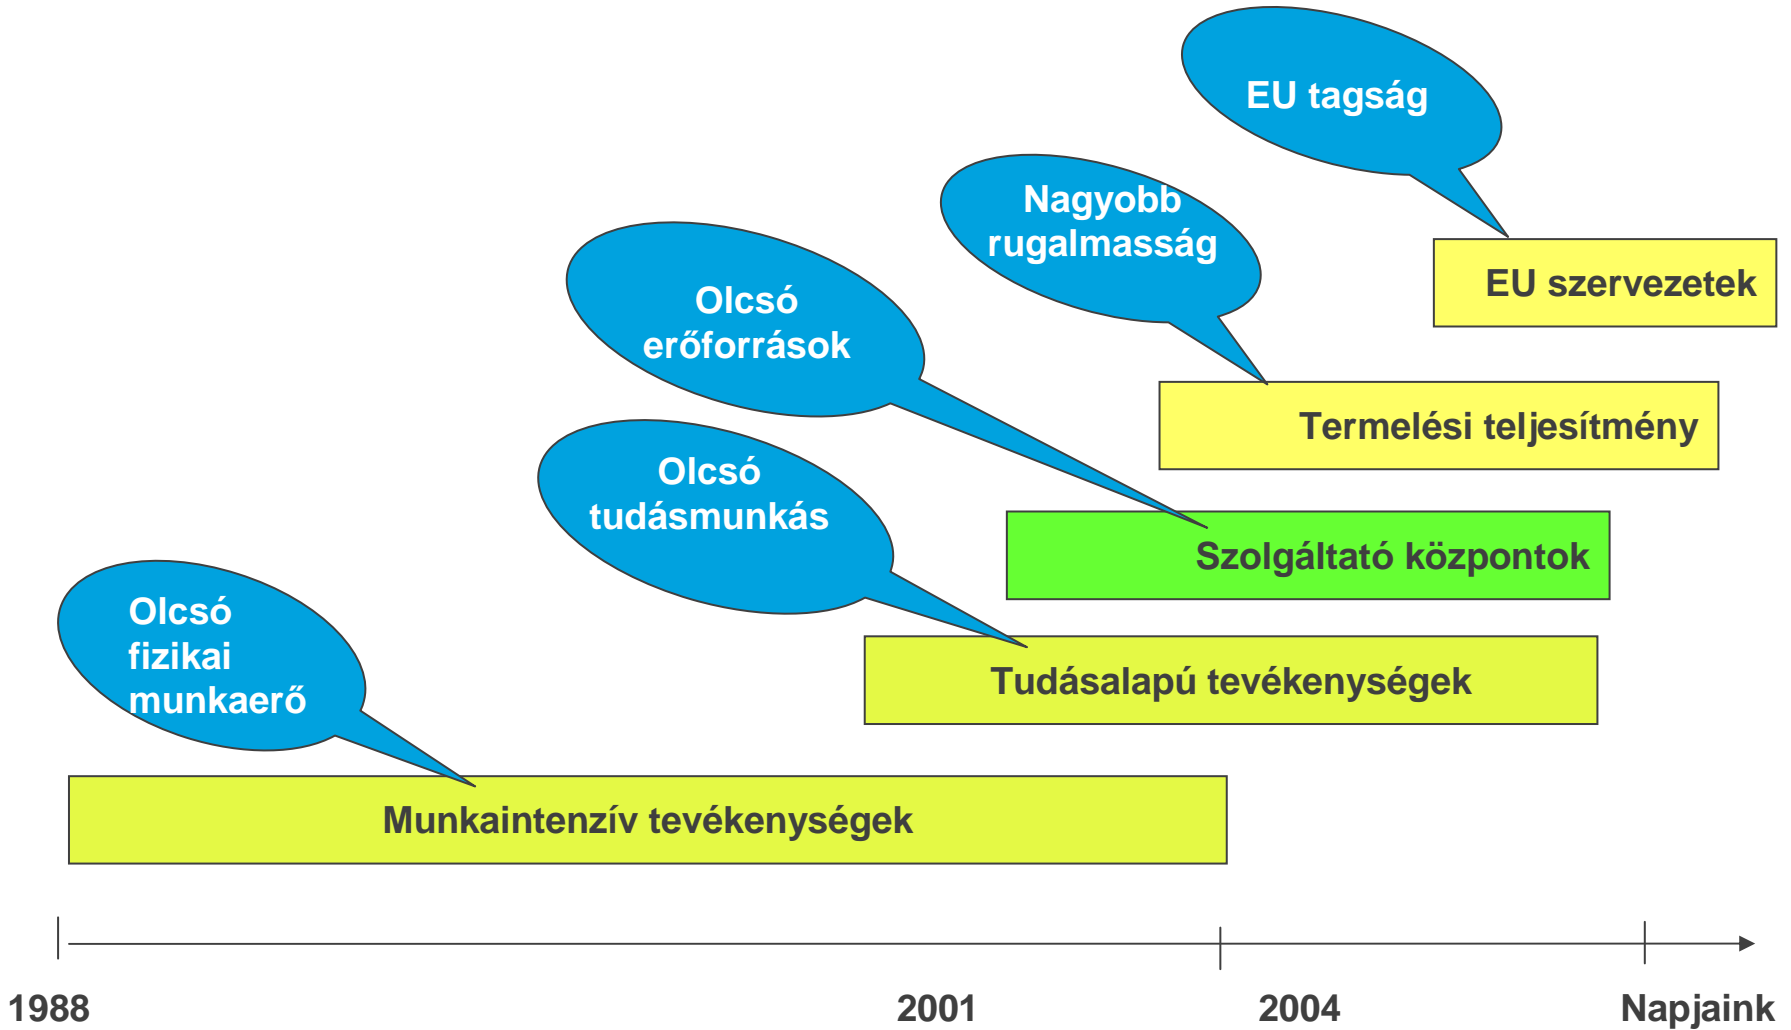 EU tagság
Nagyobb
rugalmasság
EU szervezetek
Olcsó
erőforrások
Termelési teljesítmény
Olcsó
tudásmunkás
Szolgáltató központok
Olcsó
fizikai
munkaerő
Tudásalapú tevékenységek
Munkaintenzív tevékenységek
1988
2001
2004
Napjaink